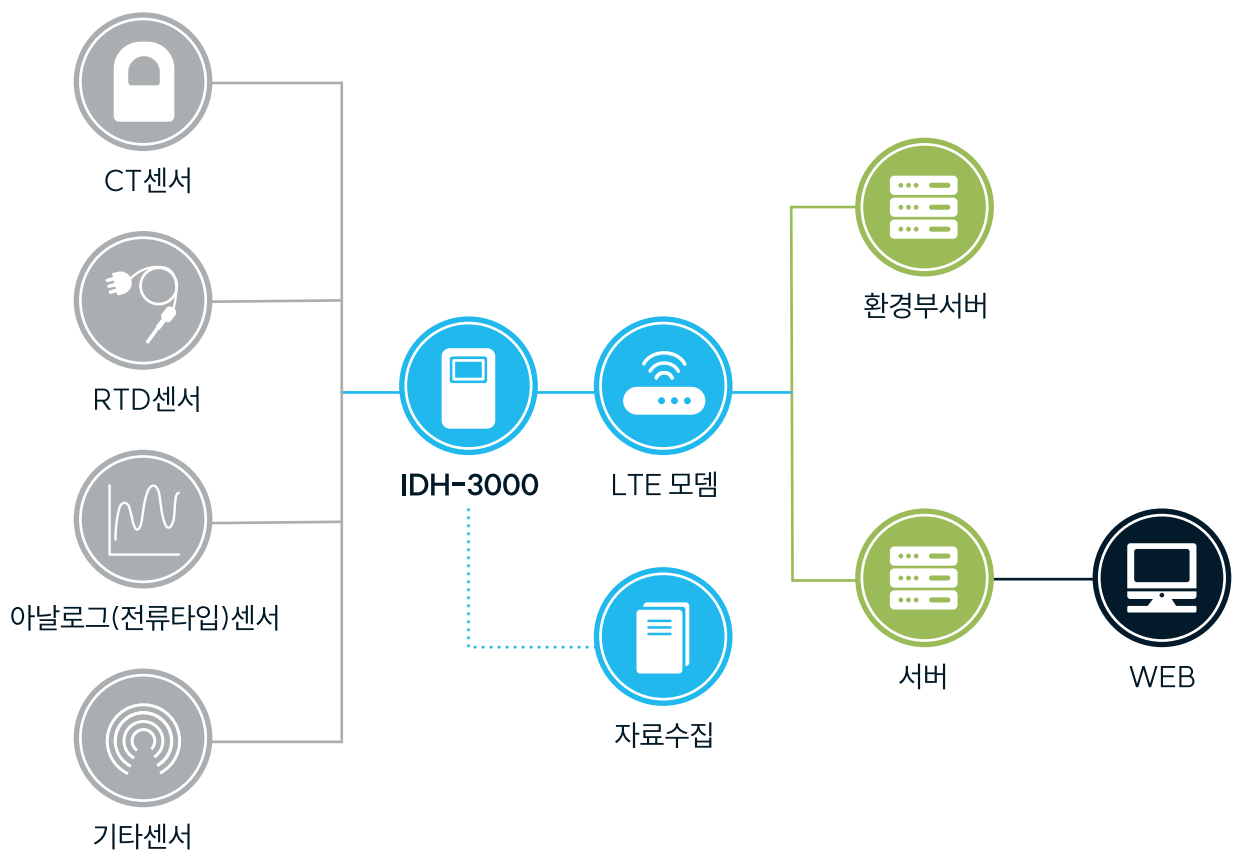 CT센서
RTD센서
아날로그(전류타입)센서
기타센서
IDH-3000
LTE 모뎀
자료수집
환경부서버
서버
WEB